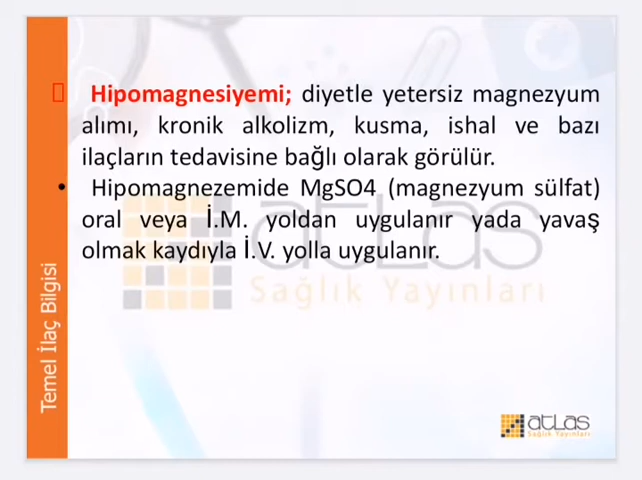 Hipomagnesiyemi; diyetle yetersiz magnezyum
alımı, kronik alkolizm, kusma, ishal ve bazı
ilaçların tedavisine bağlı olarak görülür.
• Hipomagnezemide MgSO4 (magnezyum sülfat)
oral veya İ.M. yoldan uygulanır yada yavaş
olmak kaydıyla İ.V. yolla uygulanır.
atLas
Sağlık Yayınları
Temel İlaç Bilgisi
atLas
Sağlık Yayınları